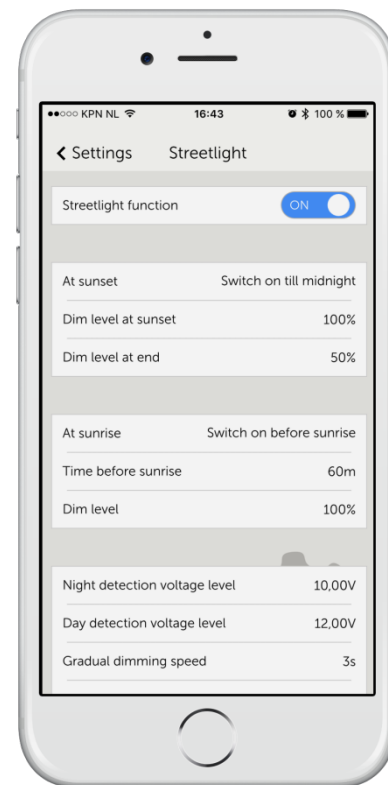 KPN NL 16:43 100 %
Settings Streetlight
Streetlight function ON
At sunset Switch on till midnight
Dim level at sunset 100%
Dim level at end 50%
At sunrise Switch on before sunrise
Time before sunrise 60m
Dim level 100%
Night detection voltage level 10,00V
Day detection voltage level 12,00V
Gradual dimming speed 3s